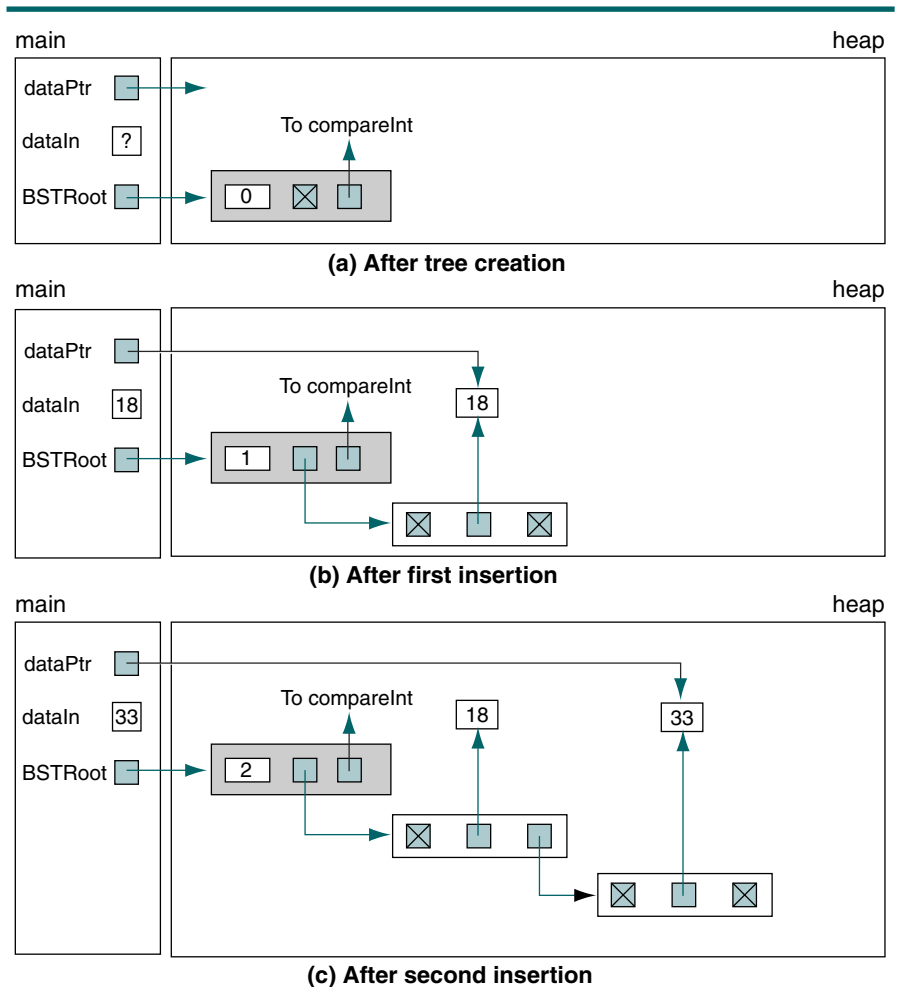 main heap
dataPtr
To compareInt
dataIn ?
BSTRoot 0
(a) After tree creation
main heap
dataPtr
To compareInt 18
dataIn 18
BSTRoot 1
(b) After first insertion
main heap
dataPtr
To compareInt 18 33
dataIn 33
BSTRoot 2
(c) After second insertion